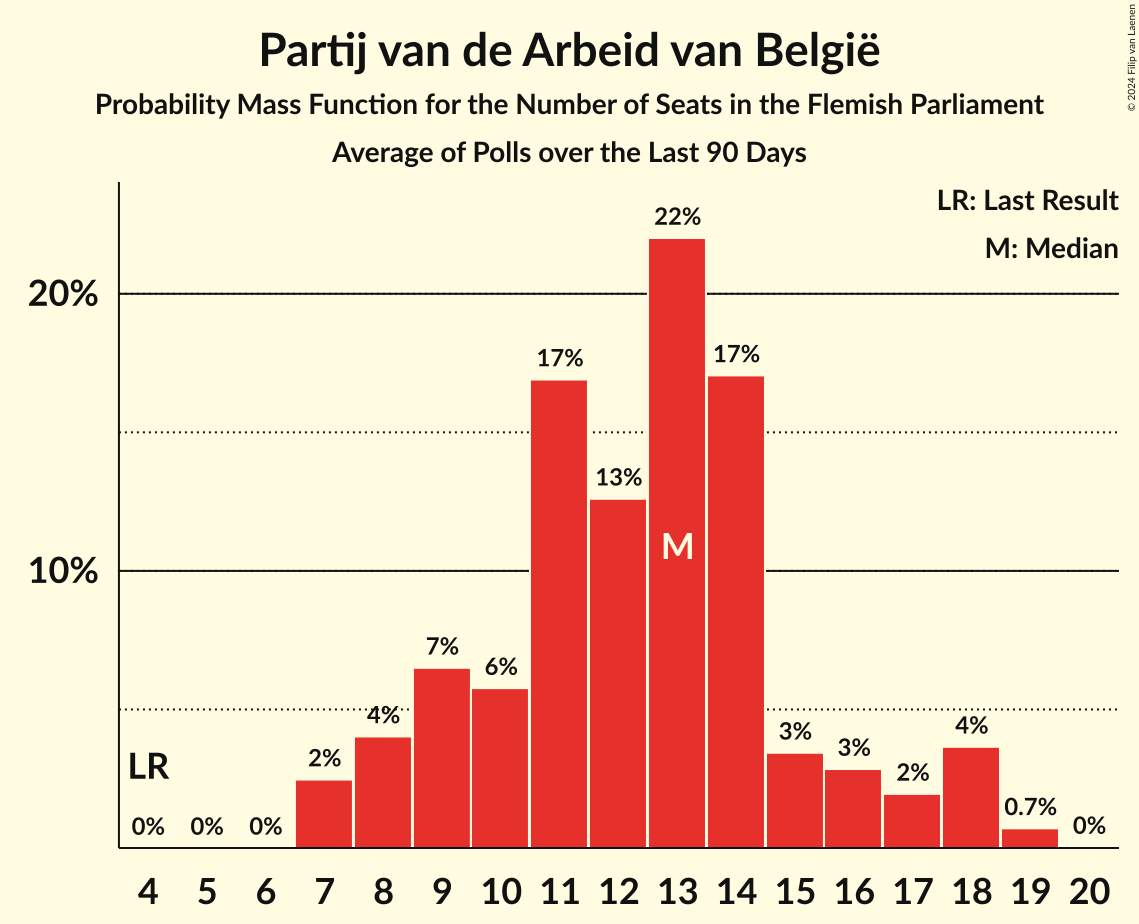 Partij van de Arbeid van België
Probability Mass Function for the Number of Seats in the Flemish Parliament
Average of Polls over the Last 90 Days
© 2024 Filip van Laenen
LR: Last Result
M: Median
20%
10%
LR
0%
0%
0%
2%
4%
7%
6%
17%
13%
22%
M
17%
3%
3%
2%
4%
0.7%
0%
4 5 6 7 8 9 10 11 12 13 14 15 16 17 18 19 20